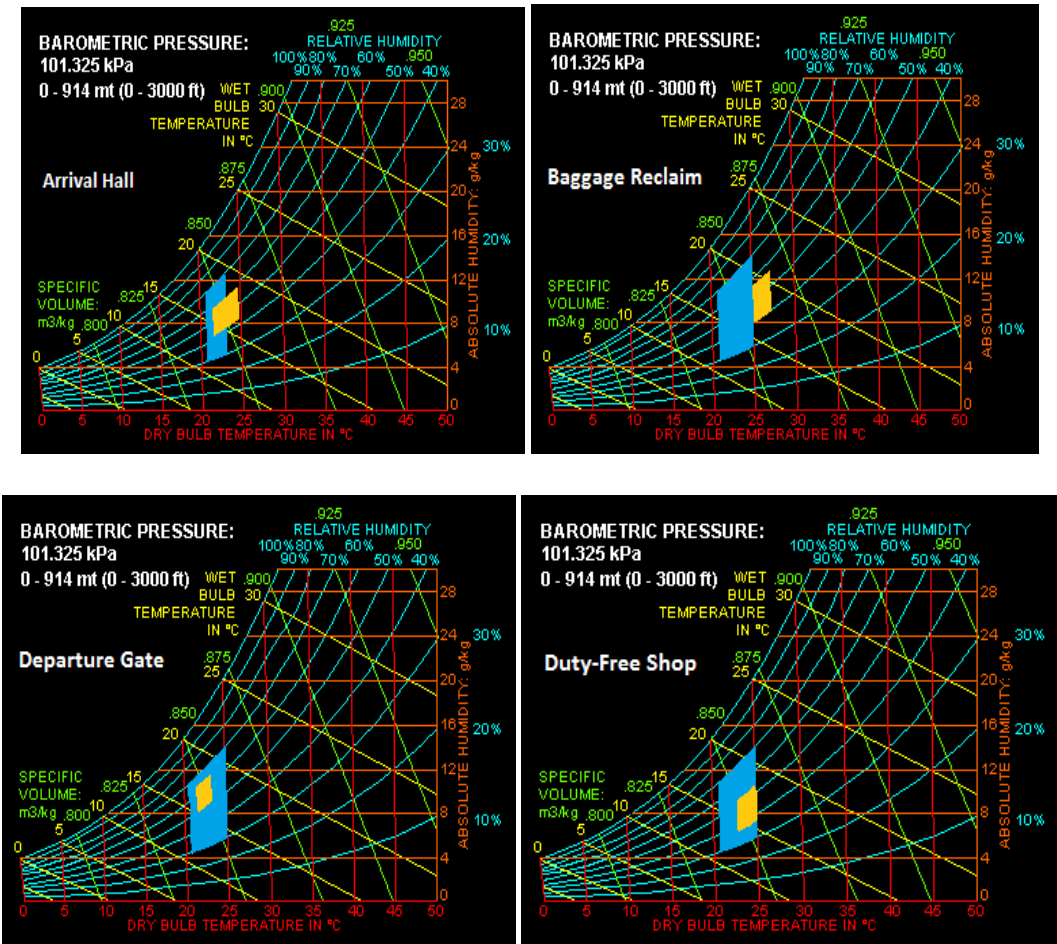 .925
BAROMETRIC PRESSURE:
RELATIVE HUMIDITY
101.325 kPa
100%80% 60% .950
90% 70% 50% 40%
0 - 914 mt (0 - 3000 ft)
WET .900
BULB 30
TEMPERATURE
IN ºC
28
24
30%
20
16
20%
12
8
10%
4
0
ABSOLUTE HUMIDITY: g/kg
Arrival Hall
.875
25
.850
20
SPECIFIC
VOLUME:
m3/kg .800
.825 15
10
5
0
0 5 10 15 20 25 30 35 40 45 50
DRY BULB TEMPERATURE IN ºC
.925
BAROMETRIC PRESSURE:
RELATIVE HUMIDITY
101.325 kPa
100%80% 60% .950
90% 70% 50% 40%
0 - 914 mt (0 - 3000 ft)
WET .900
BULB 30
TEMPERATURE
IN ºC
28
24
30%
20
16
20%
12
8
10%
4
0
ABSOLUTE HUMIDITY: g/kg
Baggage Reclaim
.875
25
.850
20
SPECIFIC
VOLUME:
m3/kg .800
.825 15
10
5
0
0 5 10 15 20 25 30 35 40 45 50
DRY BULB TEMPERATURE IN ºC
.925
BAROMETRIC PRESSURE:
RELATIVE HUMIDITY
101.325 kPa
100%80% 60% .950
90% 70% 50% 40%
0 - 914 mt (0 - 3000 ft)
WET .900
BULB 30
TEMPERATURE
IN ºC
28
24
30%
20
16
20%
12
8
10%
4
0
ABSOLUTE HUMIDITY: g/kg
Departure Gate
.875
25
.850
20
SPECIFIC
VOLUME:
m3/kg .800
.825 15
10
5
0
0 5 10 15 20 25 30 35 40 45 50
DRY BULB TEMPERATURE IN ºC
.925
BAROMETRIC PRESSURE:
RELATIVE HUMIDITY
101.325 kPa
100%80% 60% .950
90% 70% 50% 40%
0 - 914 mt (0 - 3000 ft)
WET .900
BULB 30
TEMPERATURE
IN ºC
28
24
30%
20
16
20%
12
8
10%
4
0
ABSOLUTE HUMIDITY: g/kg
Duty-Free Shop
.875
25
.850
20
SPECIFIC
VOLUME:
m3/kg .800
.825 15
10
5
0
0 5 10 15 20 25 30 35 40 45 50
DRY BULB TEMPERATURE IN ºC